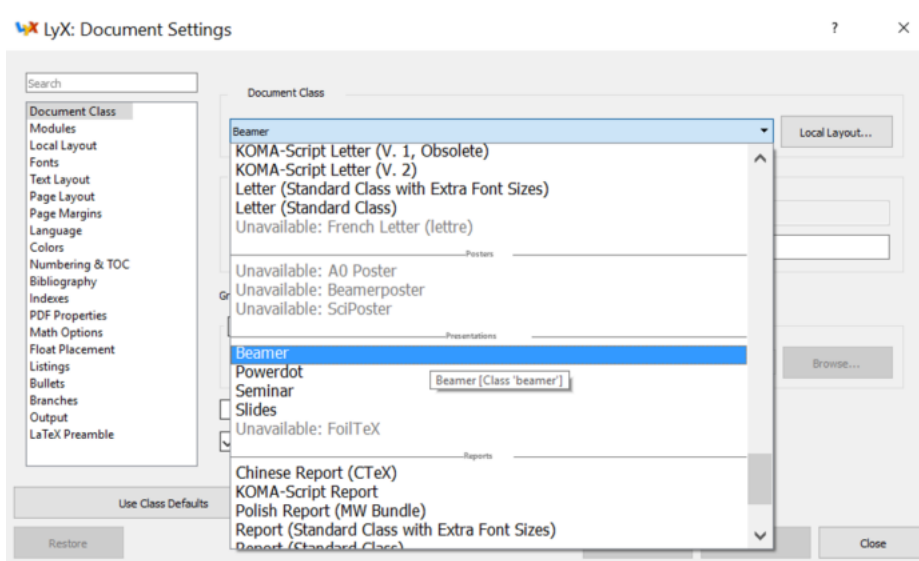 LyX: Document Settings
?
Search
Document Class
Modules
Local Layout
Fonts
Text Layout
Page Layout
Page Margins
Language
Colors
Numbering & TOC
Bibliography
Indexes
PDF Properties
Math Options
Float Placement
Listings
Bullets
Branches
Output
LaTeX Preamble
Use Class Defaults
Restore
Document Class
Beamer
Local Layout...
KOMA-Script Letter (V. 1, Obsolete)
KOMA-Script Letter (V. 2)
Letter (Standard Class with Extra Font Sizes)
Letter (Standard Class)
Unavailable: French Letter (lettre)
Posters
Unavailable: A0 Poster
Unavailable: Beamerposter
Unavailable: SciPoster
Gr
Presentations
Beamer
Powerdot
Beamer [Class 'beamer']
Seminar
Slides
Unavailable: FoilTeX
Browse...
Reports
Chinese Report (CTeX)
KOMA-Script Report
Polish Report (MW Bundle)
Report (Standard Class with Extra Font Sizes)
Report (Standard Class)
Close